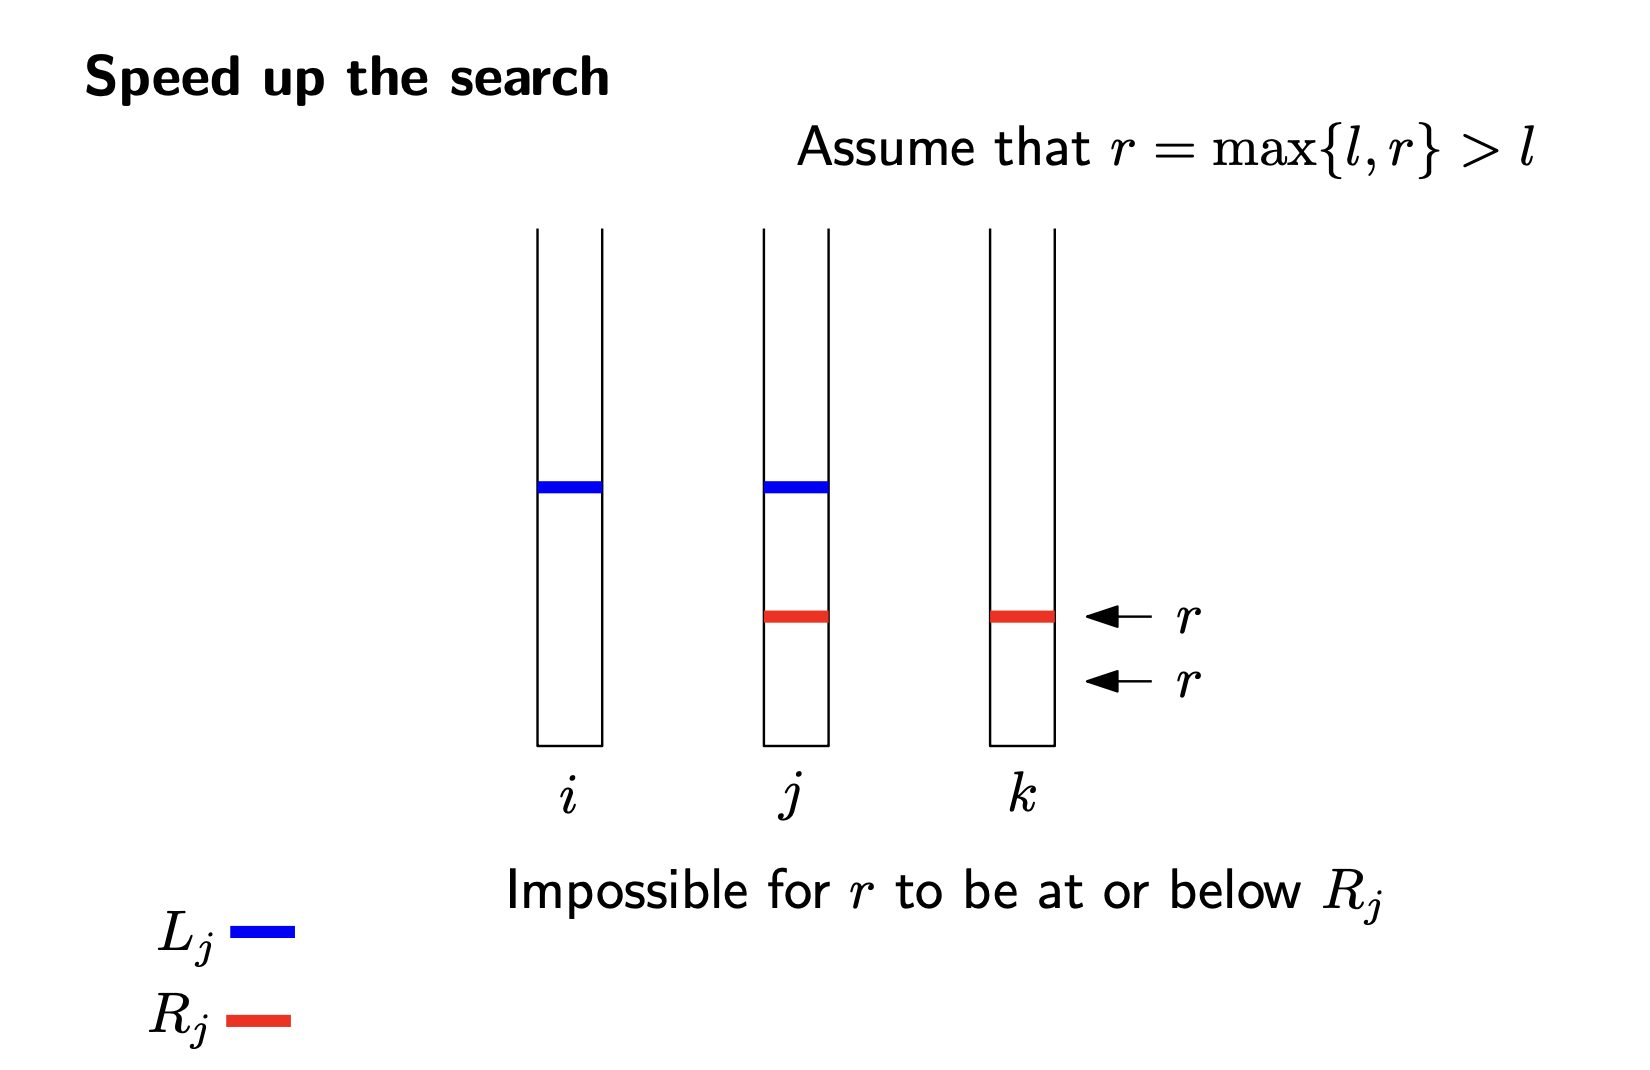 Speed up the search
Assume that r = max{l, r} > l
r
r
i j k
Impossible for r to be at or below R_j
L_j
R_j